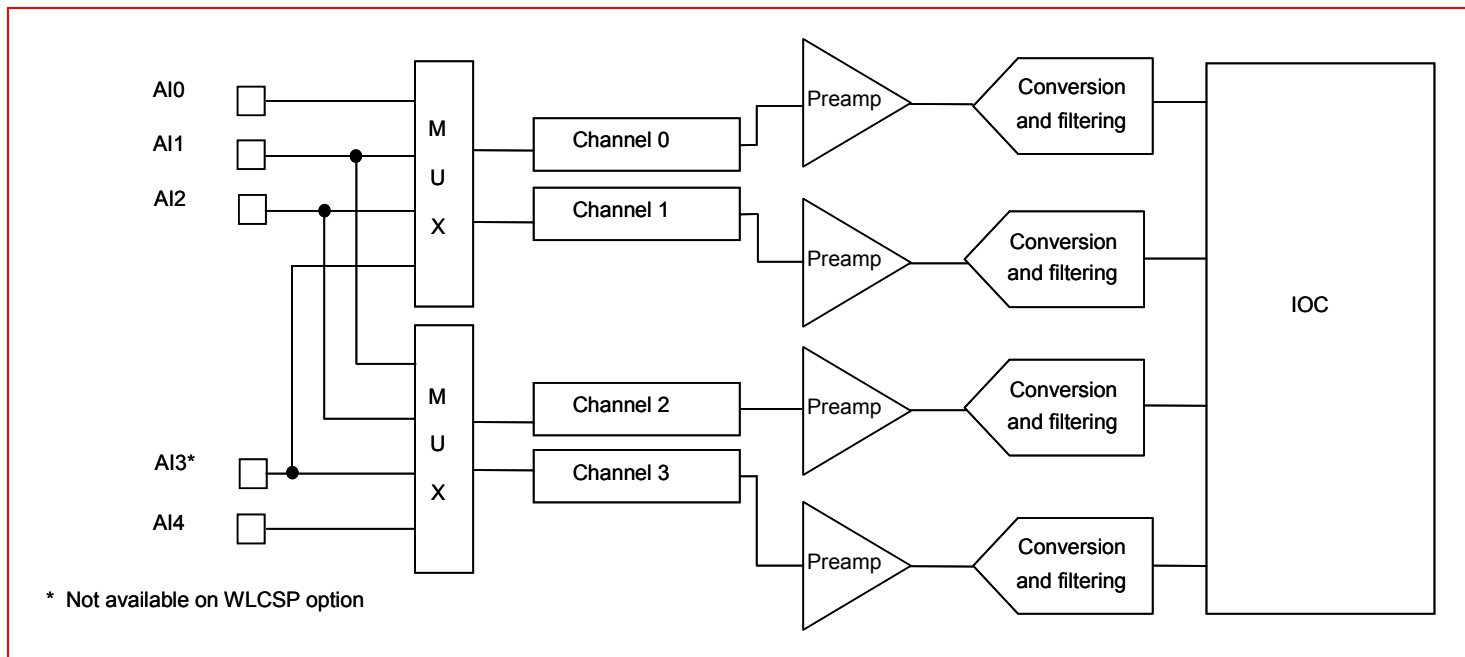 AI0
AI1
AI2
AI3*
AI4
* Not available on WLCSP option
M
U
X
M
U
X
Channel 0
Channel 1
Channel 2
Channel 3
Preamp
Preamp
Preamp
Preamp
Conversion
and filtering
Conversion
and filtering
Conversion
and filtering
Conversion
and filtering
IOC